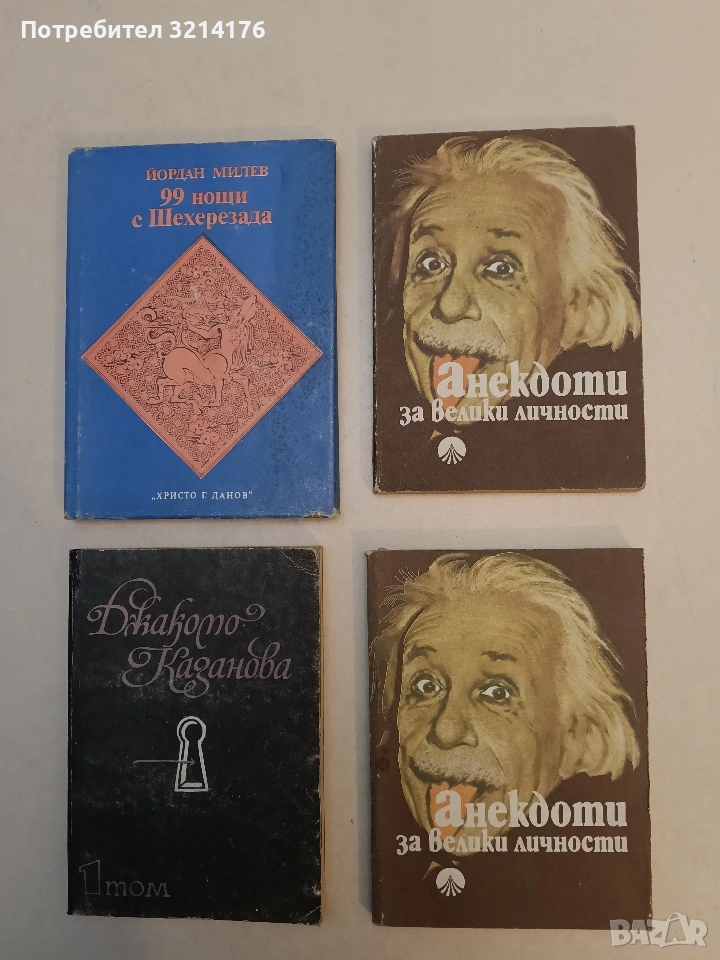 Потребител 3214176
ЙОРДАН МИЛЕВ
99 нощи
с Шехерезада
„ХРИСТО Г. ДАНОВ"
Анекдоти
за велики личности
Джакомо
Казанова
1 том
Анекдоти
за велики личности
BAZAR